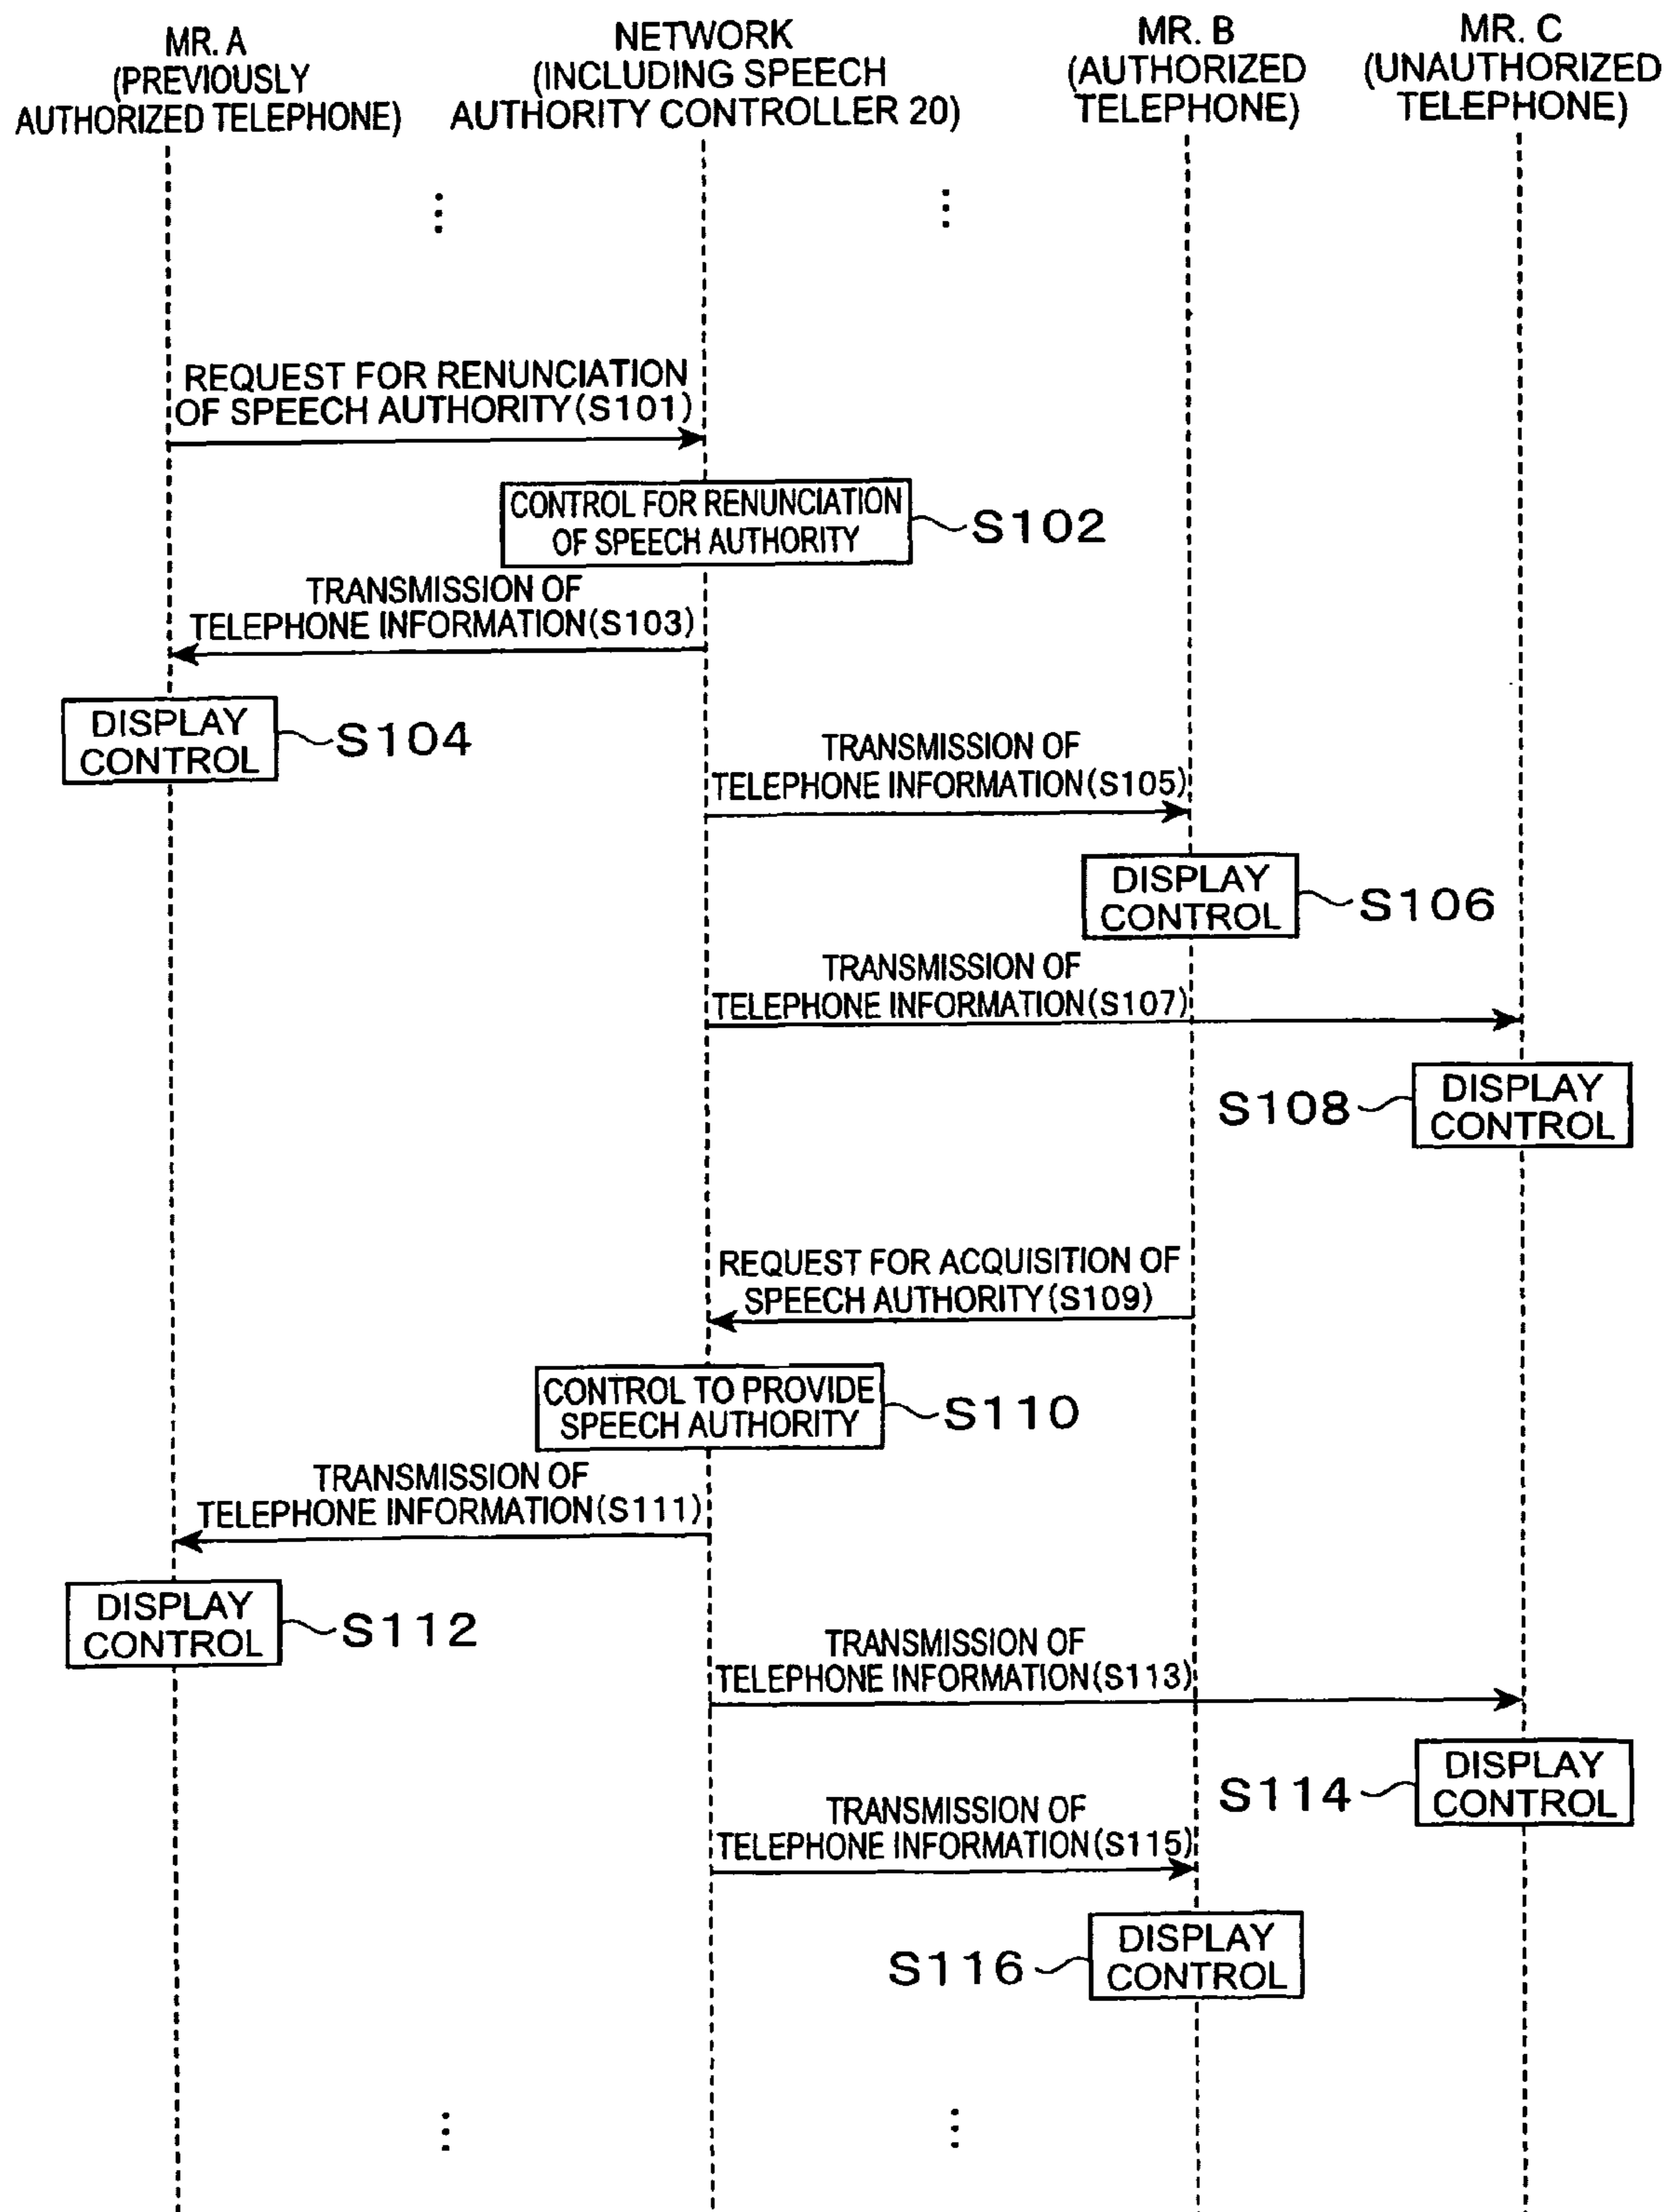 MR. A
(PREVIOUSLY
AUTHORIZED TELEPHONE)
NETWORK
(INCLUDING SPEECH
AUTHORITY CONTROLLER 20)
MR. B
(AUTHORIZED
TELEPHONE)
MR. C
(UNAUTHORIZED
TELEPHONE)
REQUEST FOR RENUNCIATION
OF SPEECH AUTHORITY(S101)
CONTROL FOR RENUNCIATION
OF SPEECH AUTHORITY
S102
TRANSMISSION OF
TELEPHONE INFORMATION(S103)
DISPLAY
CONTROL
S104
TRANSMISSION OF
TELEPHONE INFORMATION(S105)
DISPLAY
CONTROL
S106
TRANSMISSION OF
TELEPHONE INFORMATION(S107)
S108
DISPLAY
CONTROL
REQUEST FOR ACQUISITION OF
SPEECH AUTHORITY(S109)
CONTROL TO PROVIDE
SPEECH AUTHORITY
S110
TRANSMISSION OF
TELEPHONE INFORMATION(S111)
DISPLAY
CONTROL
S112
TRANSMISSION OF
TELEPHONE INFORMATION(S113)
S114
DISPLAY
CONTROL
TRANSMISSION OF
TELEPHONE INFORMATION(S115)
S116
DISPLAY
CONTROL